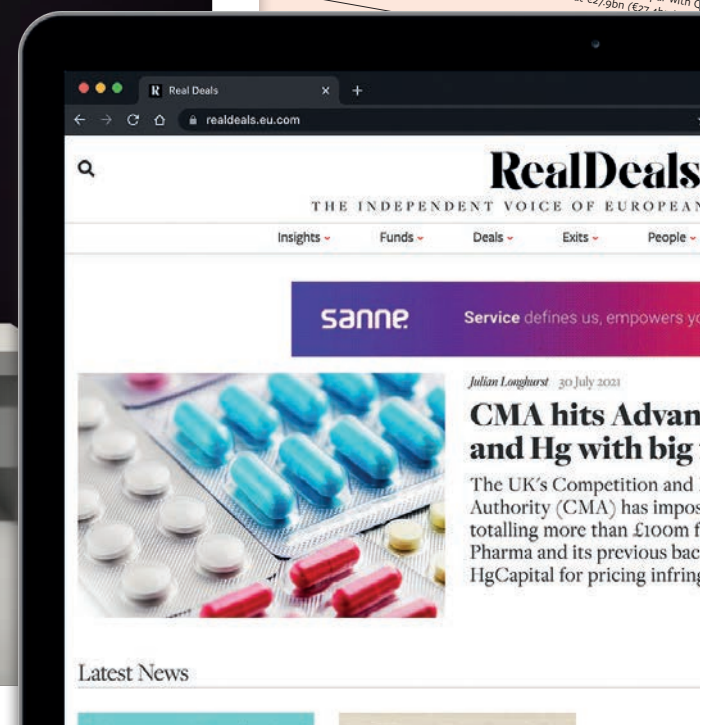 €27.9bn
Real Deals
realdeals.eu.com
RealDeals
THE INDEPENDENT VOICE OF EUROPEAN
Insights Funds Deals Exits People
sanne
Service defines us, empowers yo
Julian Longhurst 30 July 2021
CMA hits Advan
and Hg with big
The UK's Competition and
Authority (CMA) has impos
totalling more than £100m f
Pharma and its previous bac
HgCapital for pricing infring
Latest News